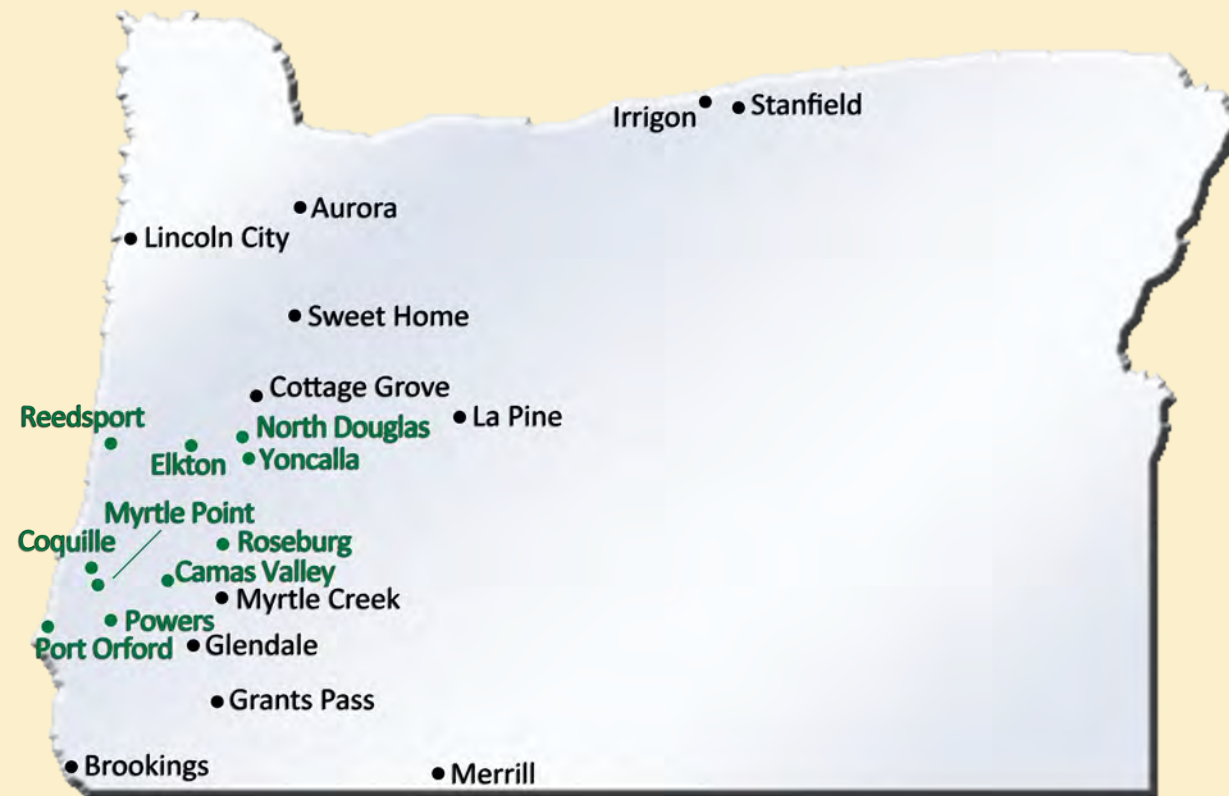 Irrigon
Stanfield
Aurora
Lincoln City
Sweet Home
Cottage Grove
Reedsport
La Pine
North Douglas
Elkton
Yoncalla
Myrtle Point
Coquille
Roseburg
Camas Valley
Myrtle Creek
Powers
Port Orford
Glendale
Grants Pass
Brookings
Merrill